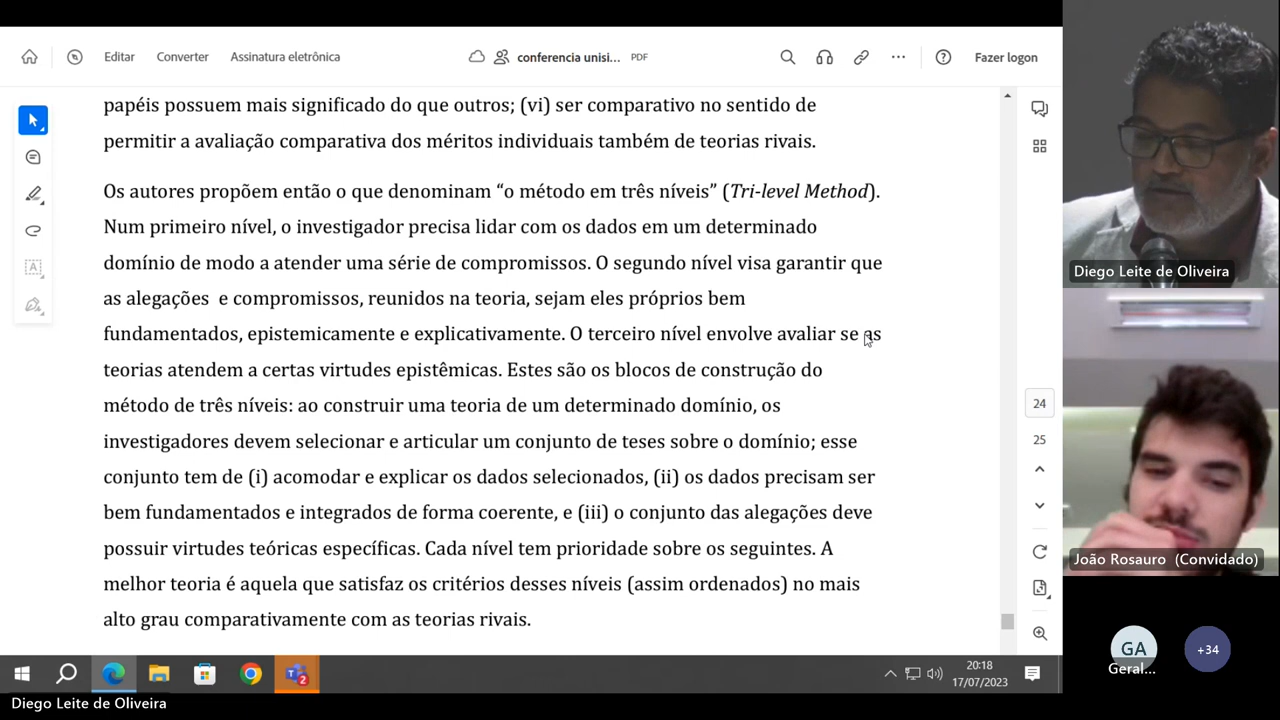 Editar
Converter
Assinatura eletrônica
conferencia unisi...
PDF
Fazer logon
papéis possuem mais significado do que outros; (vi) ser comparativo no sentido de
permitir a avaliação comparativa dos méritos individuais também de teorias rivais.
Os autores propõem então o que denominam “o método em três níveis” (Tri-level Method).
Num primeiro nível, o investigador precisa lidar com os dados em um determinado
domínio de modo a atender uma série de compromissos. O segundo nível visa garantir que
as alegações e compromissos, reunidos na teoria, sejam eles próprios bem
fundamentados, epistemicamente e explicativamente. O terceiro nível envolve avaliar se as
teorias atendem a certas virtudes epistêmicas. Estes são os blocos de construção do
método de três níveis: ao construir uma teoria de um determinado domínio, os
investigadores devem selecionar e articular um conjunto de teses sobre o domínio; esse
conjunto tem de (i) acomodar e explicar os dados selecionados, (ii) os dados precisam ser
bem fundamentados e integrados de forma coerente, e (iii) o conjunto das alegações deve
possuir virtudes teóricas específicas. Cada nível tem prioridade sobre os seguintes. A
melhor teoria é aquela que satisfaz os critérios desses níveis (assim ordenados) no mais
alto grau comparativamente com as teorias rivais.
24
25
20:18
17/07/2023
Diego Leite de Oliveira
Diego Leite de Oliveira
João Rosauro (Convidado)
GA
Geral...
+34
2